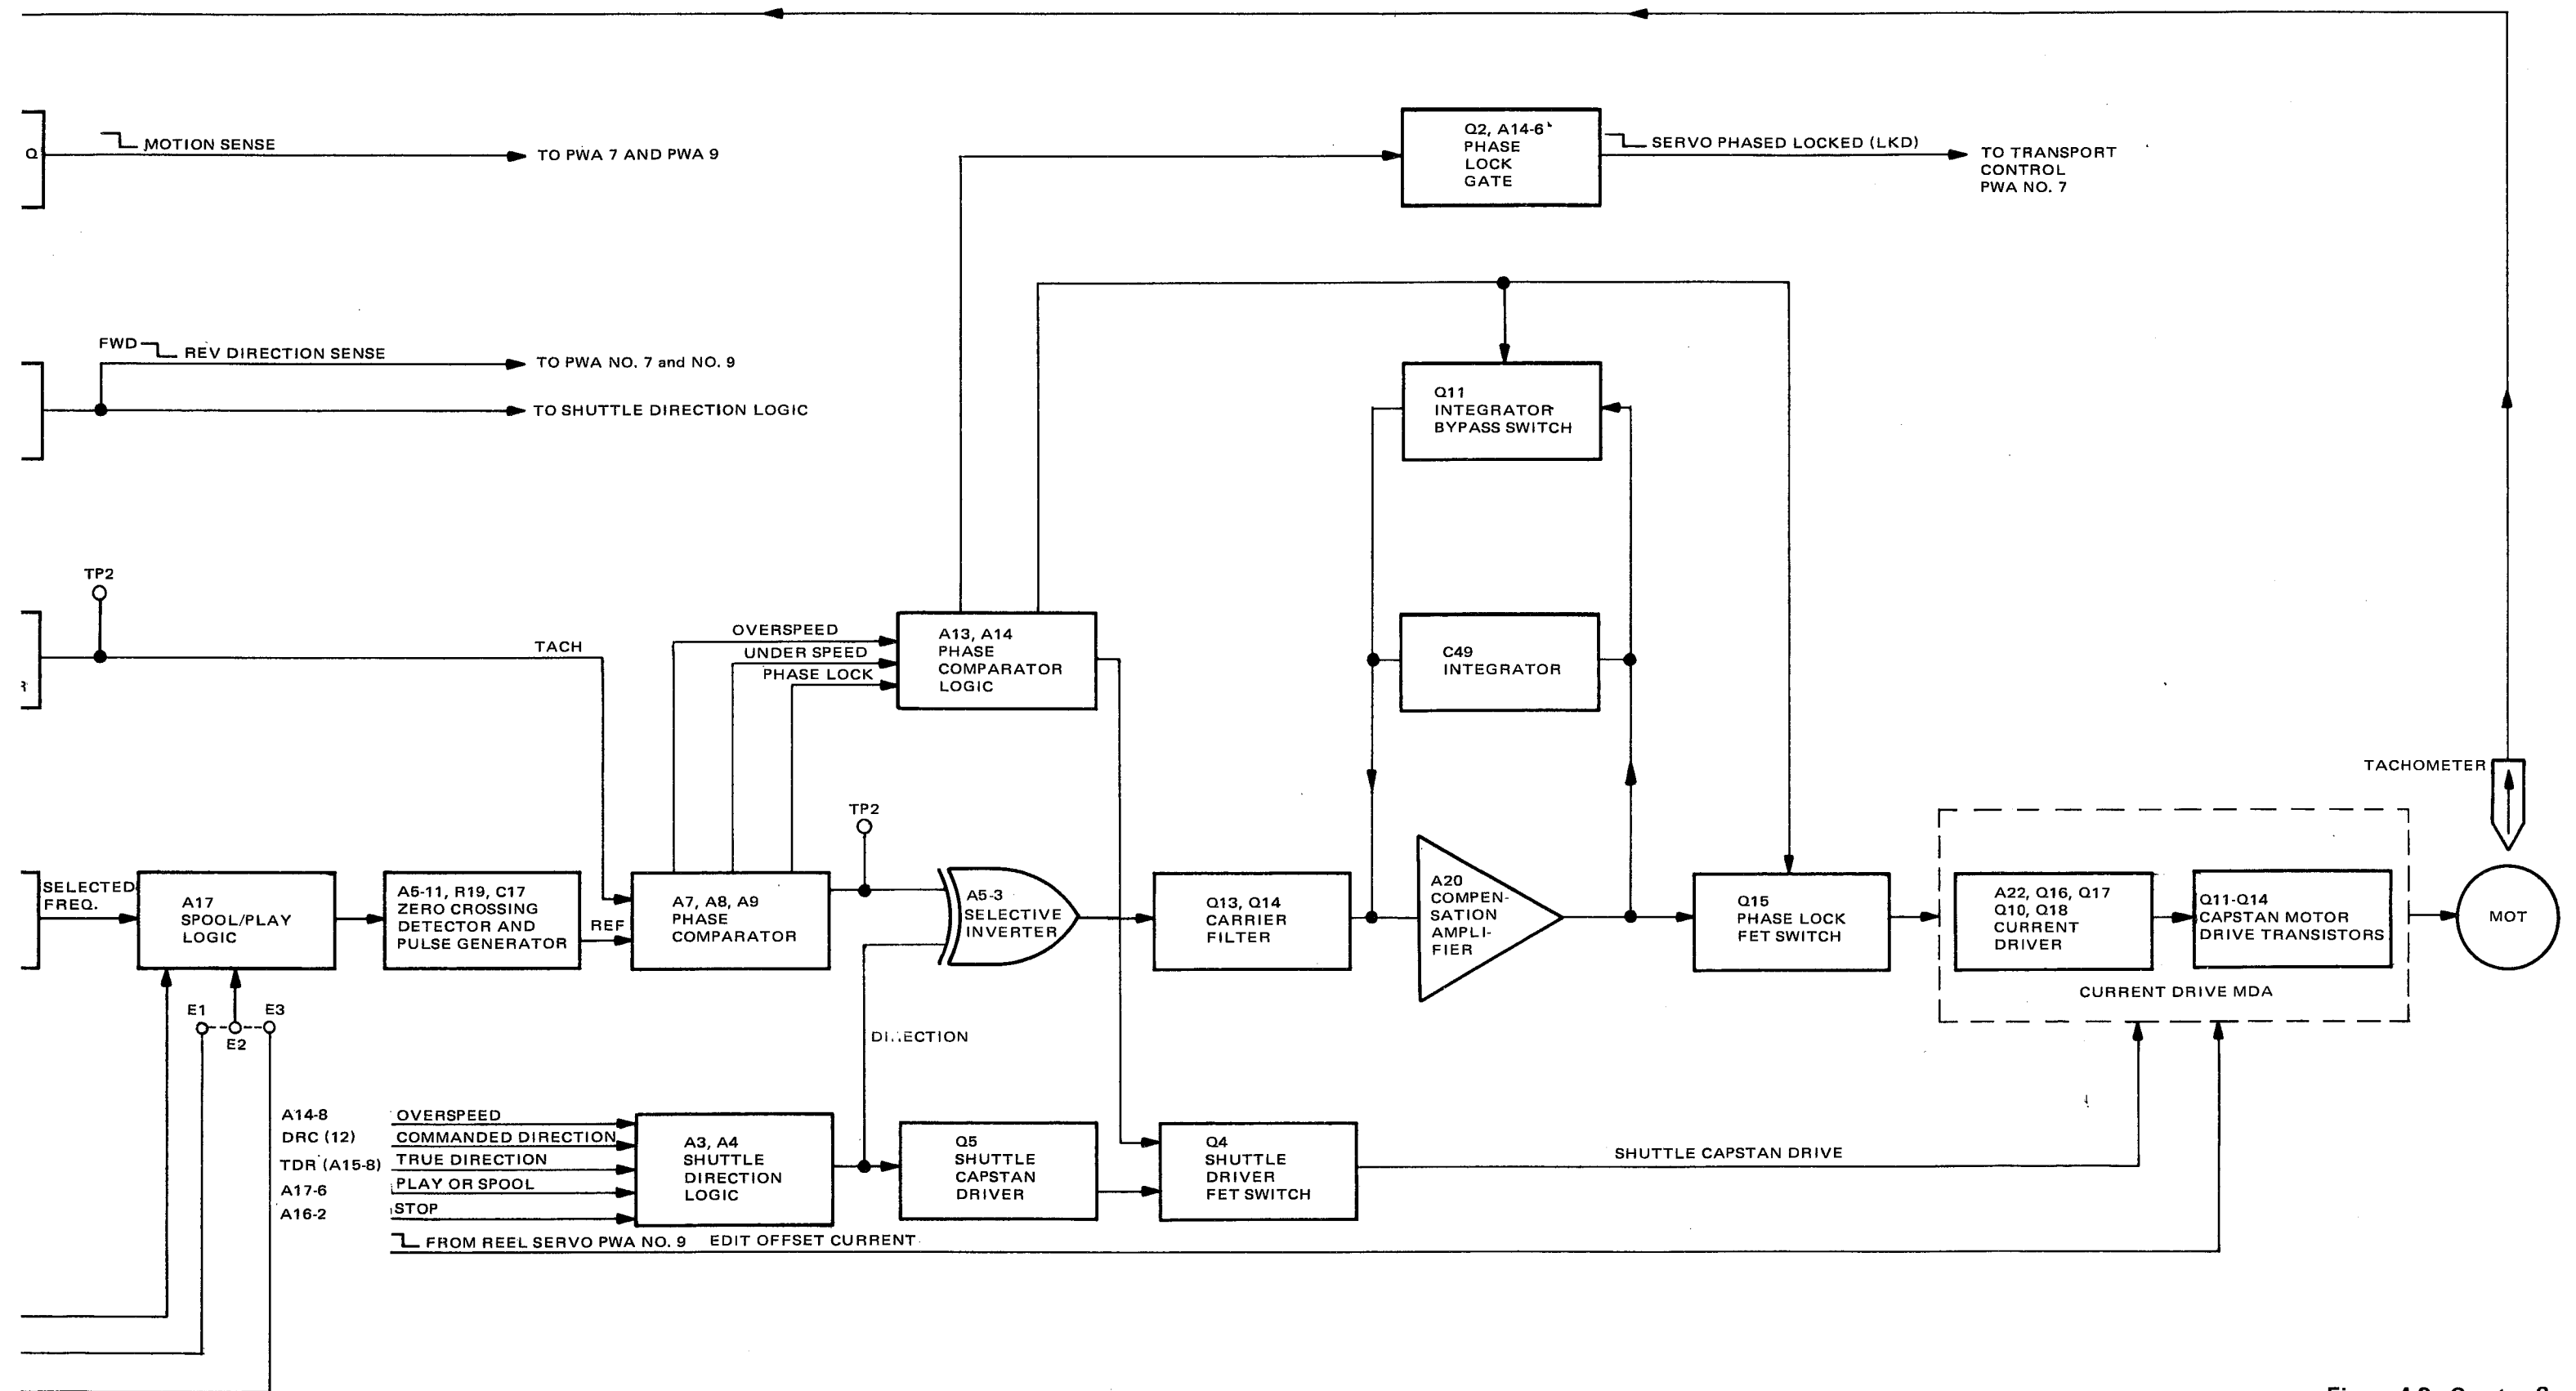 Q
MOTION SENSE
TO PWA 7 AND PWA 9
Q2, A14-6
PHASE
LOCK
GATE
SERVO PHASED LOCKED (LKD)
TO TRANSPORT
CONTROL
PWA NO. 7
FWD
REV DIRECTION SENSE
TO PWA NO. 7 and NO. 9
TO SHUTTLE DIRECTION LOGIC
Q11
INTEGRATOR
BYPASS SWITCH
TP2
TACH
OVERSPEED
UNDER SPEED
PHASE LOCK
A13, A14
PHASE
COMPARATOR
LOGIC
C49
INTEGRATOR
TACHOMETER
SELECTED
FREQ.
A17
SPOOL/PLAY
LOGIC
A5-11, R19, C17
ZERO CROSSING
DETECTOR AND
PULSE GENERATOR
REF
A7, A8, A9
PHASE
COMPARATOR
TP2
A5-3
SELECTIVE
INVERTER
Q13, Q14
CARRIER
FILTER
A20
COMPEN-
SATION
AMPLI-
FIER
Q15
PHASE LOCK
FET SWITCH
A22, Q16, Q17
Q10, Q18
CURRENT
DRIVER
Q11-Q14
CAPSTAN MOTOR
DRIVE TRANSISTORS
CURRENT DRIVE MDA
MOT
E1
E2
E3
A14-8
DRC (12)
TDR (A15-8)
A17-6
A16-2
OVERSPEED
COMMANDED DIRECTION
TRUE DIRECTION
PLAY OR SPOOL
STOP
A3, A4
SHUTTLE
DIRECTION
LOGIC
Q5
SHUTTLE
CAPSTAN
DRIVER
Q4
SHUTTLE
DRIVER
FET SWITCH
SHUTTLE CAPSTAN DRIVE
FROM REEL SERVO PWA NO. 9 EDIT OFFSET CURRENT